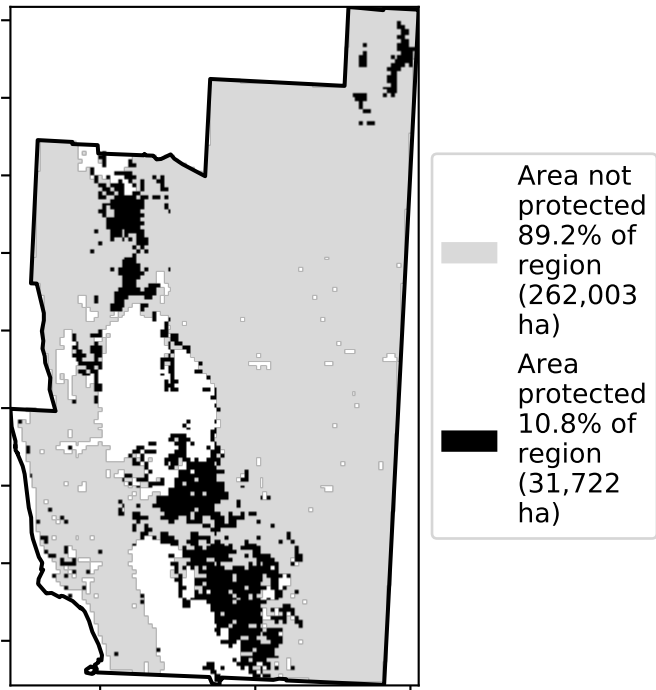 Area not
protected
89.2% of
region
(262,003
ha)
Area
protected
10.8% of
region
(31,722
ha)